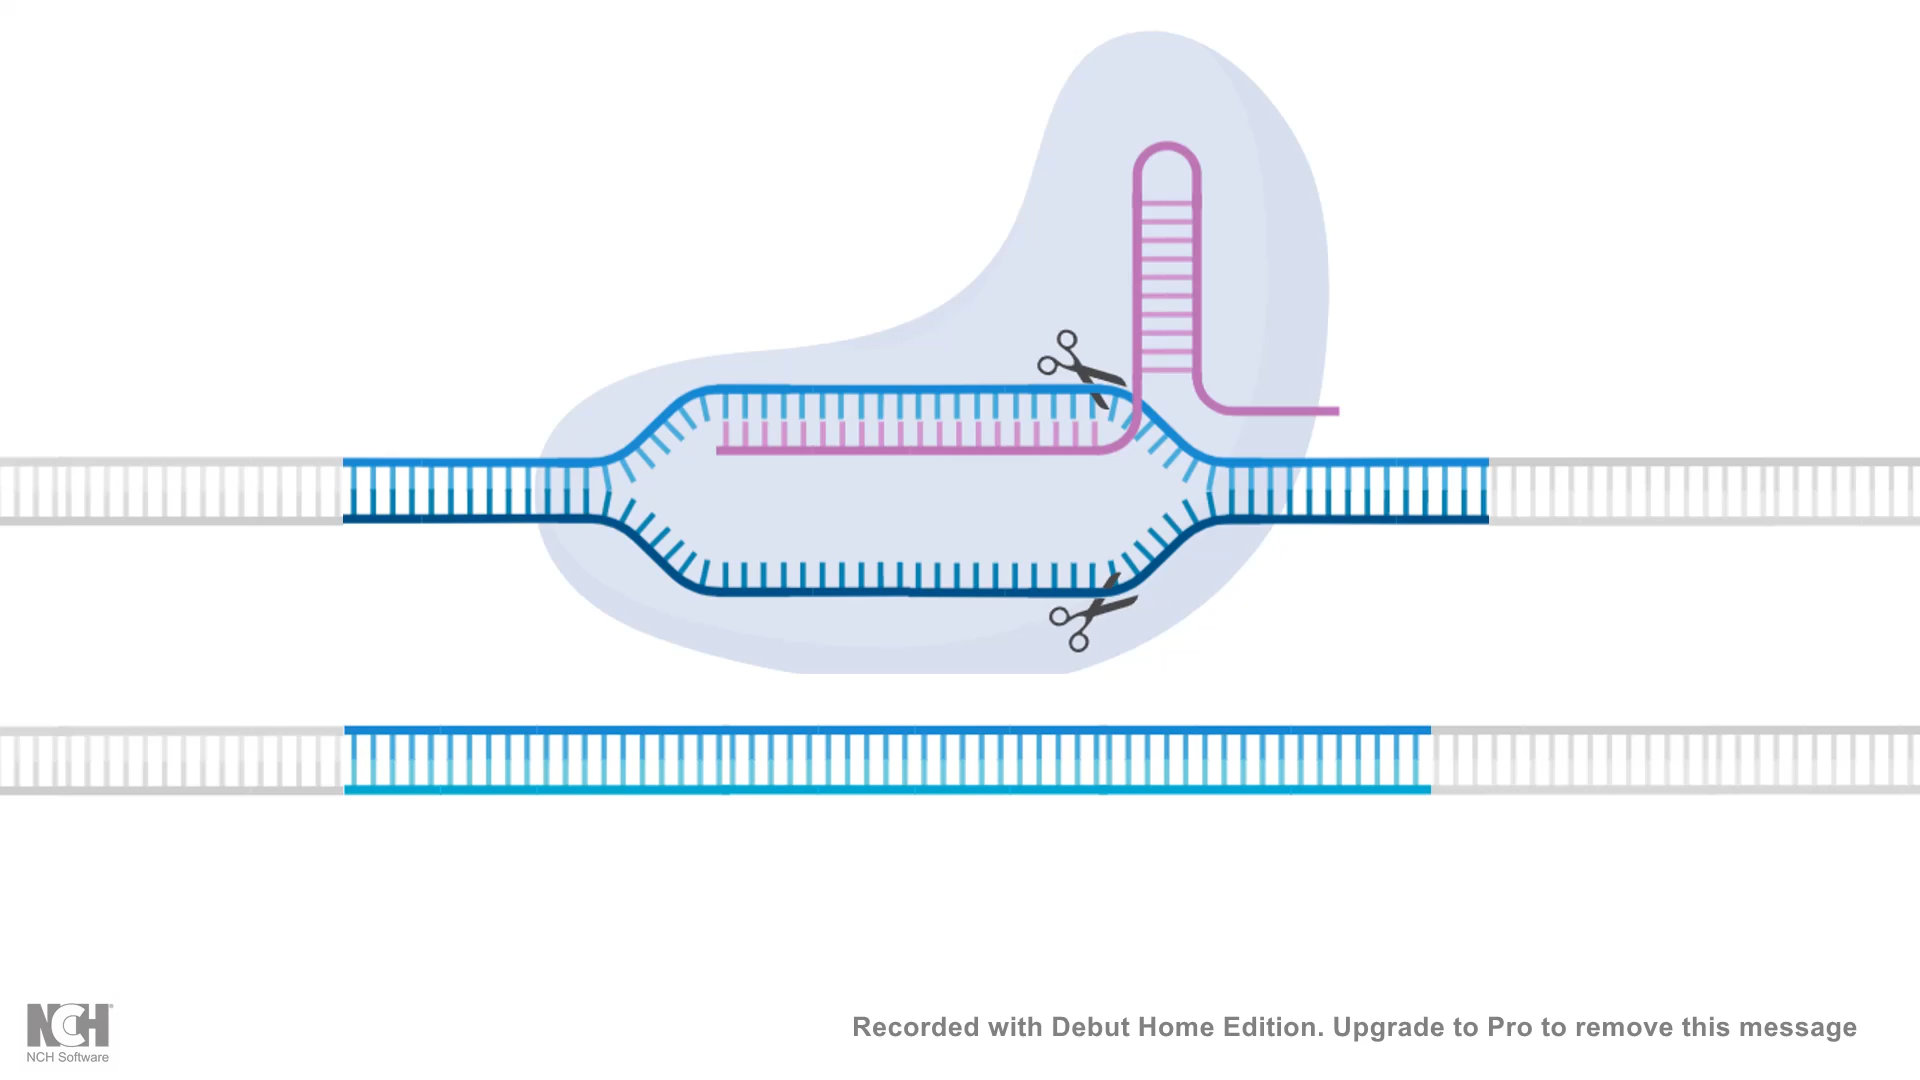 NCH
NCH Software
Recorded with Debut Home Edition. Upgrade to Pro to remove this message